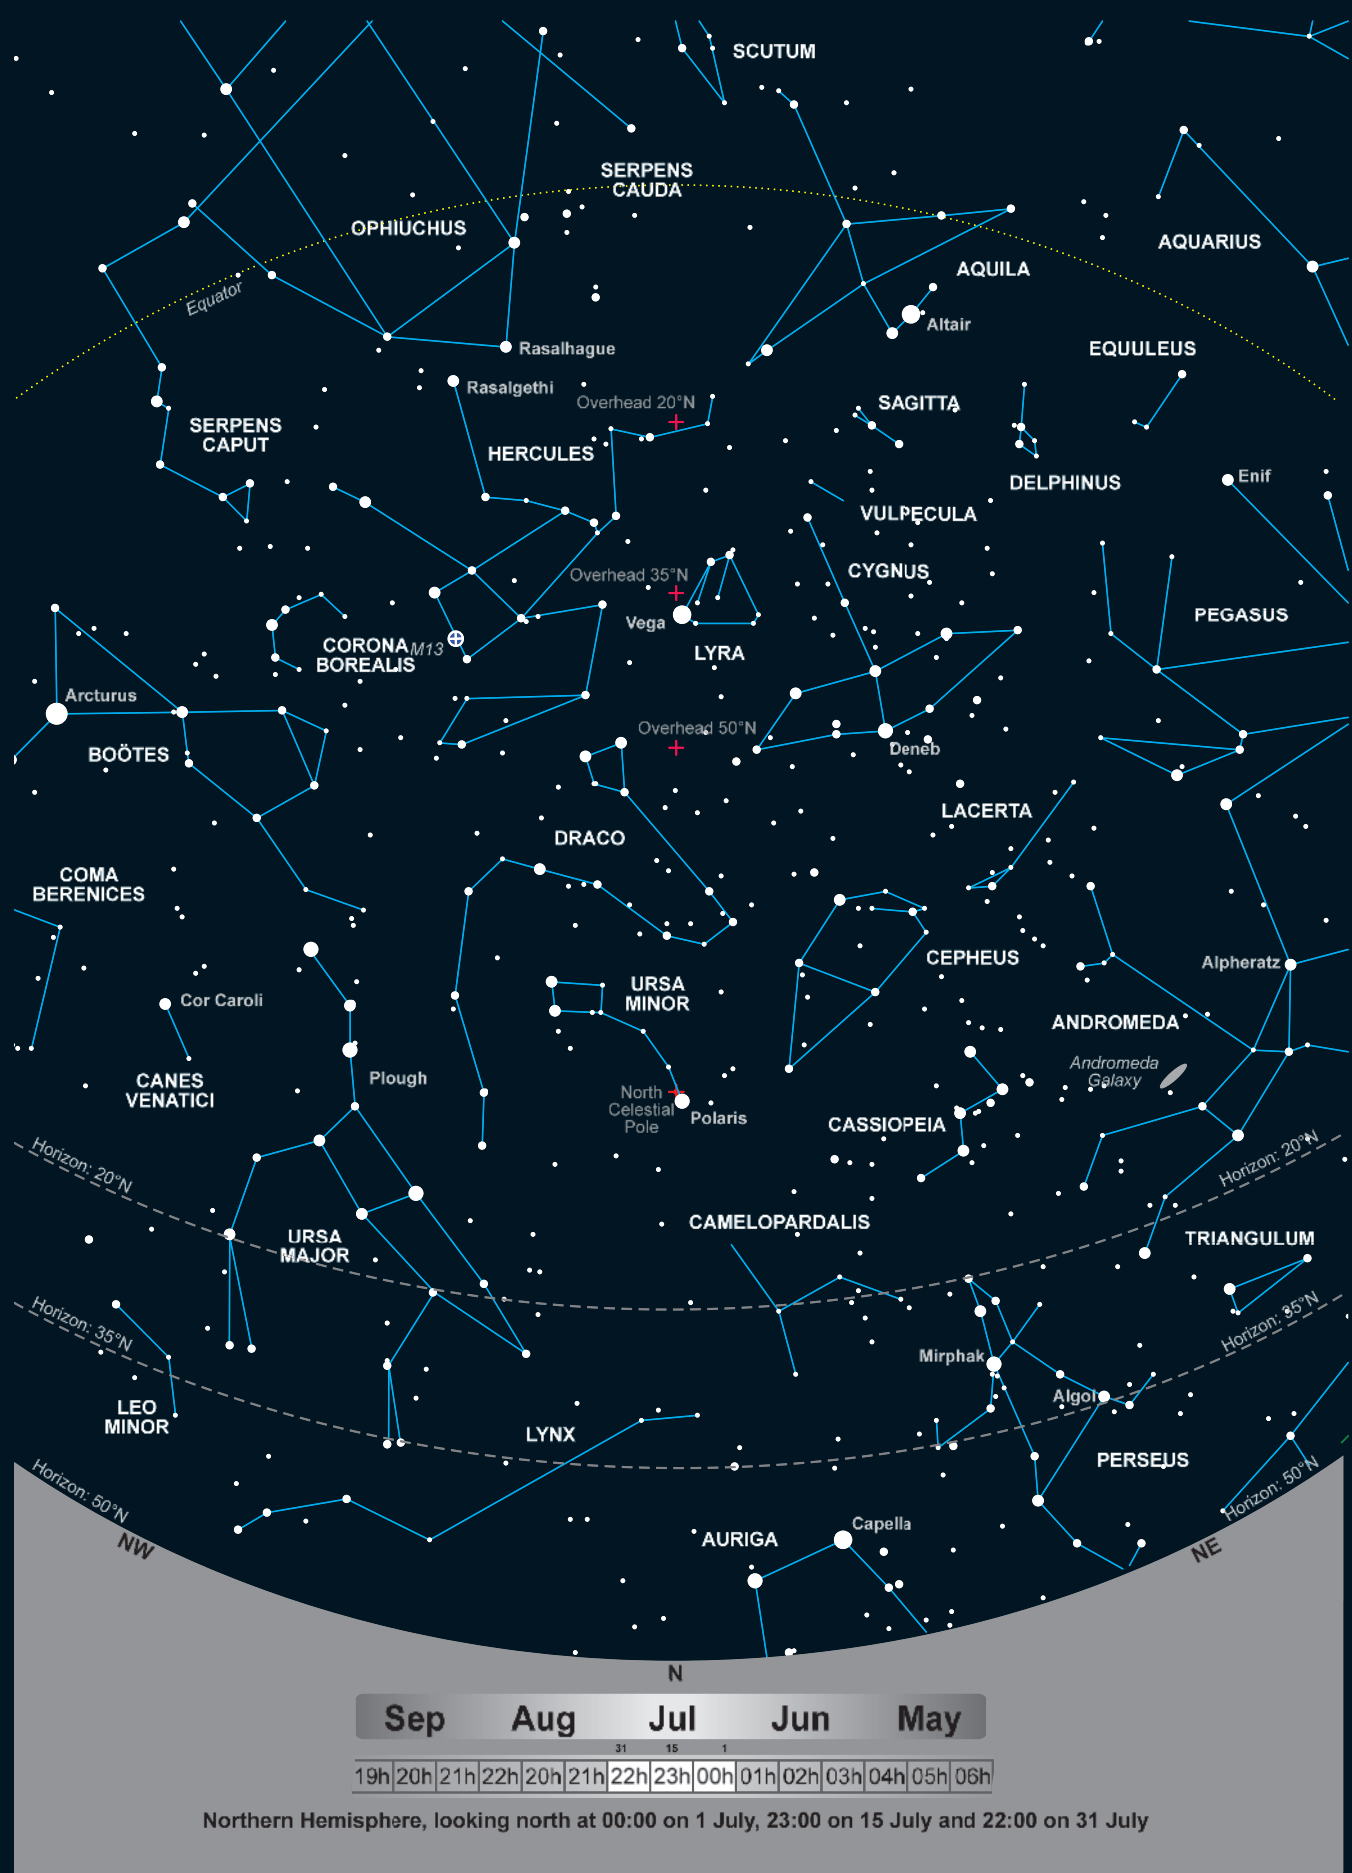 SCUTUM
SERPENS
CAUDA
OPHIUCHUS
AQUARIUS
AQUILA
Equator
Altair
Rasalhague
EQUULEUS
Rasalgethi
Overhead 20°N
SAGITTA
SERPENS
CAPUT
HERCULES
DELPHINUS
Enif
VULPECULA
Overhead 35°N
CYGNUS
Vega
PEGASUS
CORONA
BOREALIS
M13
LYRA
Arcturus
Overhead 50°N
BOÖTES
Deneb
LACERTA
DRACO
COMA
BERENICES
CEPHEUS
Alpheratz
URSA
MINOR
Cor Caroli
ANDROMEDA
Andromeda
Galaxy
Plough
CANES
VENATICI
North
Celestial
Pole
Polaris
CASSIOPEIA
Horizon: 20°N
Horizon: 20°N
CAMELOPARDALIS
URSA
MAJOR
TRIANGULUM
Horizon: 35°N
Horizon: 35°N
Mirphak
Algol
LEO
MINOR
LYNX
PERSEUS
Horizon: 50°N
Horizon: 50°N
Capella
AURIGA
NW
NE
N
Sep Aug Jul Jun May
31 15 1
19h 20h 21h 22h 20h 21h 22h 23h 00h 01h 02h 03h 04h 05h 06h
Northern Hemisphere, looking north at 00:00 on 1 July, 23:00 on 15 July and 22:00 on 31 July